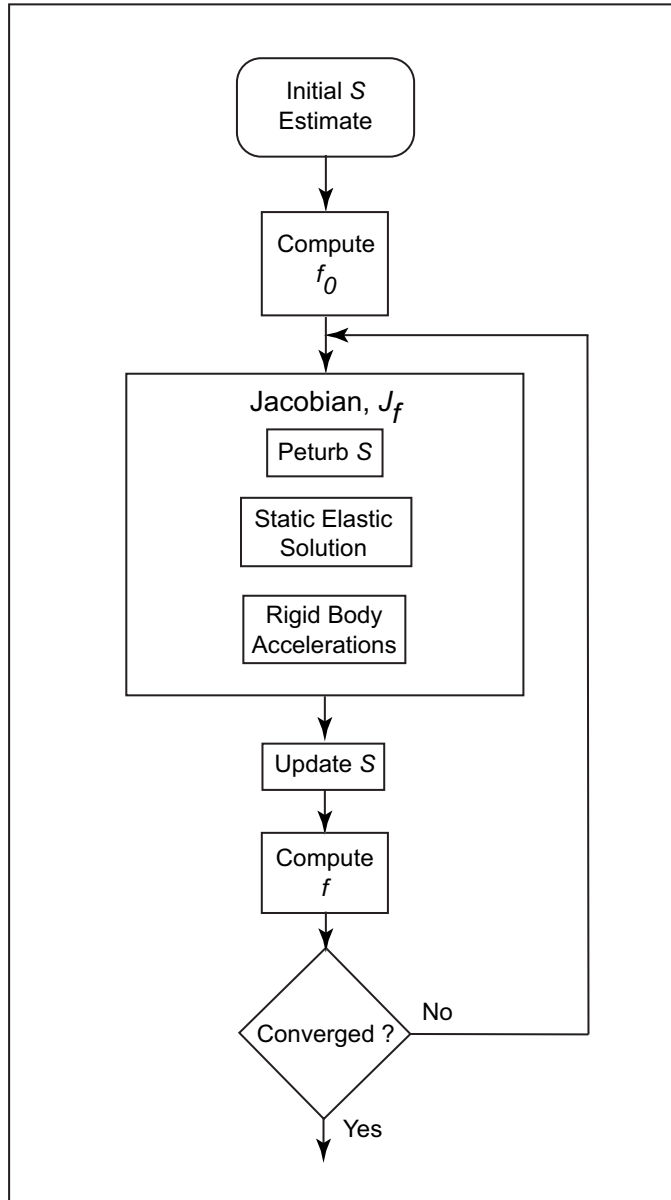 Initial S
Estimate
Compute
f0
Jacobian, Jf
Peturb S
Static Elastic
Solution
Rigid Body
Accelerations
Update S
Compute
f
Converged ?
No
Yes